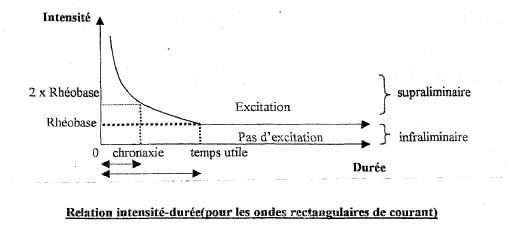 Intensité
2 x Rhéobase
Excitation
supraliminaire
Rhéobase
Pas d'excitation
infraliminaire
0 chronaxie temps utile
Durée
Relation intensité-durée(pour les ondes rectangulaires de courant)